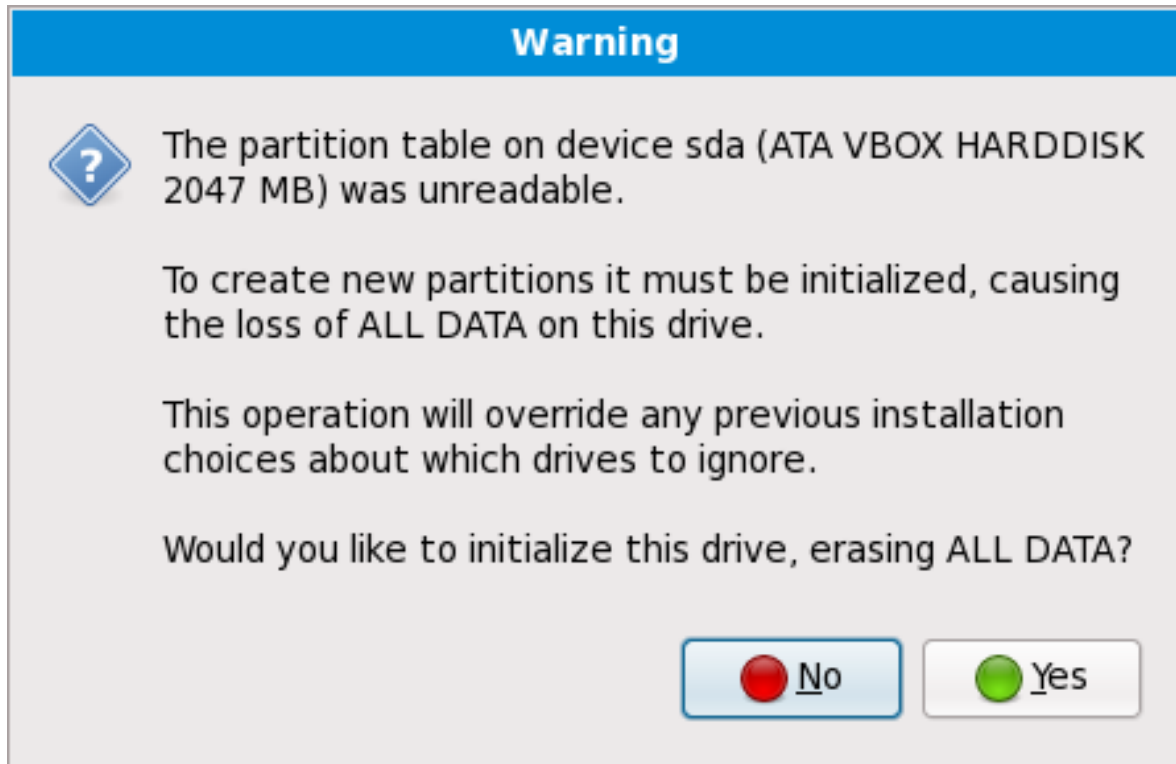 Warning
The partition table on device sda (ATA VBOX HARDDISK
2047 MB) was unreadable.
To create new partitions it must be initialized, causing
the loss of ALL DATA on this drive.
This operation will override any previous installation
choices about which drives to ignore.
Would you like to initialize this drive, erasing ALL DATA?
No Yes